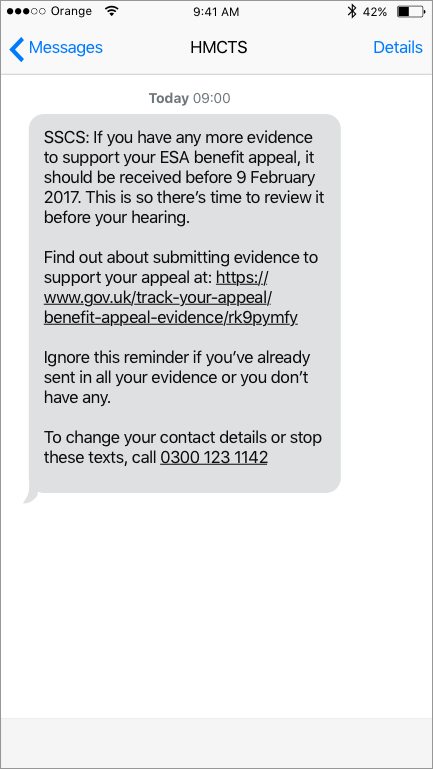 Orange 9:41 AM 42%
Messages HMCTS Details
Today 09:00
SSCS: If you have any more evidence
to support your ESA benefit appeal, it
should be received before 9 February
2017. This is so there’s time to review it
before your hearing.
Find out about submitting evidence to
support your appeal at: https://
www.gov.uk/track-your-appeal/
benefit-appeal-evidence/rk9pymfy
Ignore this reminder if you’ve already
sent in all your evidence or you don’t
have any.
To change your contact details or stop
these texts, call 0300 123 1142